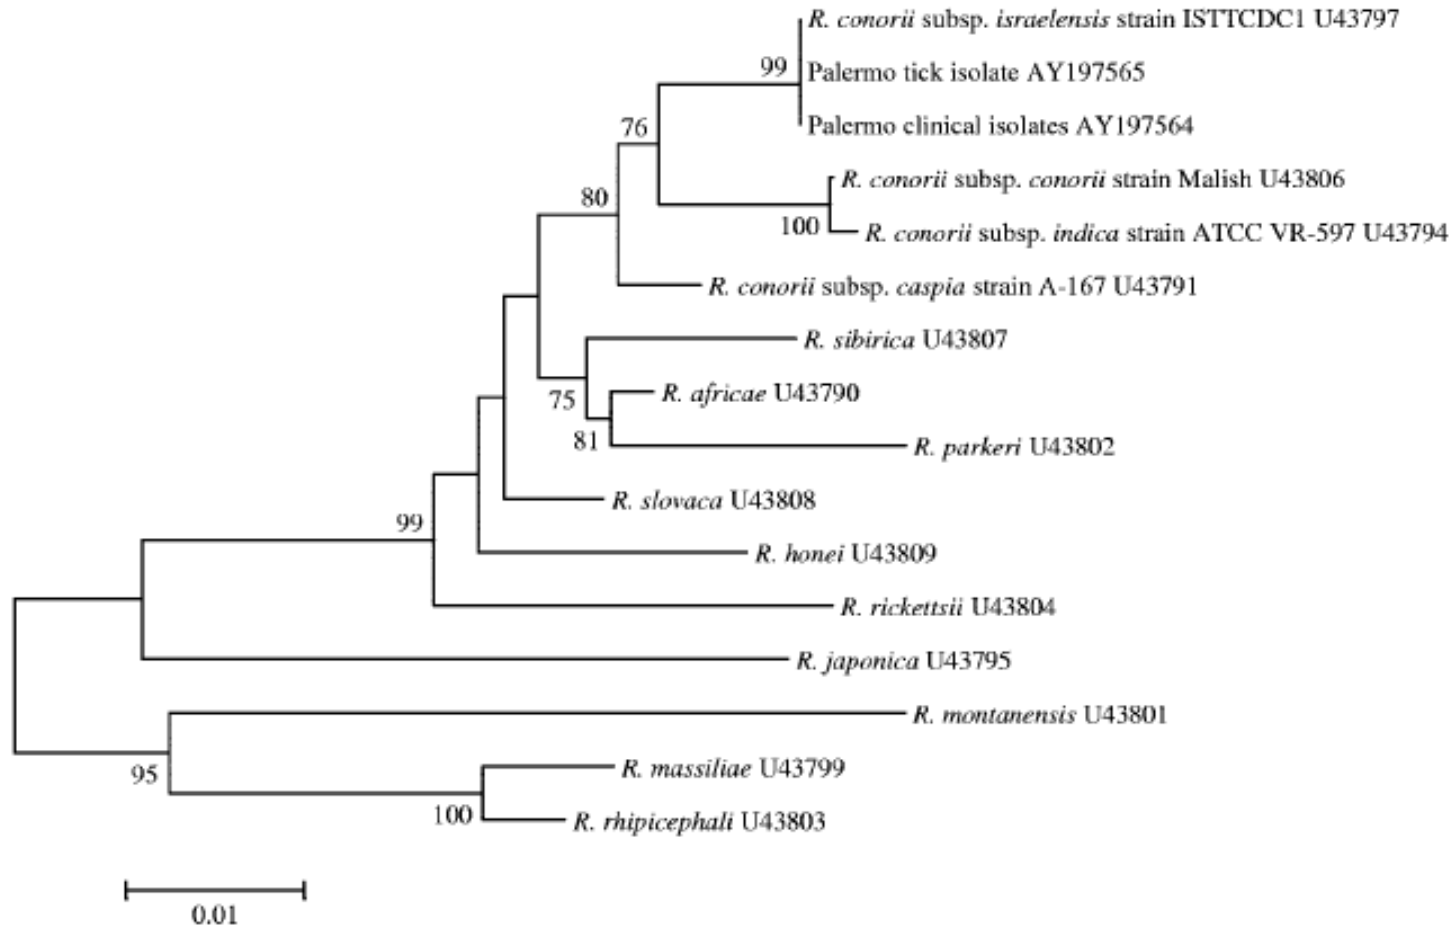 R. conorii subsp. israelensis strain ISTTCDC1 U43797
99
Palermo tick isolate AY197565
Palermo clinical isolates AY197564
76
R. conorii subsp. conorii strain Malish U43806
80
100
R. conorii subsp. indica strain ATCC VR-597 U43794
R. conorii subsp. caspia strain A-167 U43791
R. sibirica U43807
75
R. africae U43790
81
R. parkeri U43802
R. slovaca U43808
99
R. honei U43809
R. rickettsii U43804
R. japonica U43795
R. montanensis U43801
95
R. massiliae U43799
100
R. rhipicephali U43803
0.01